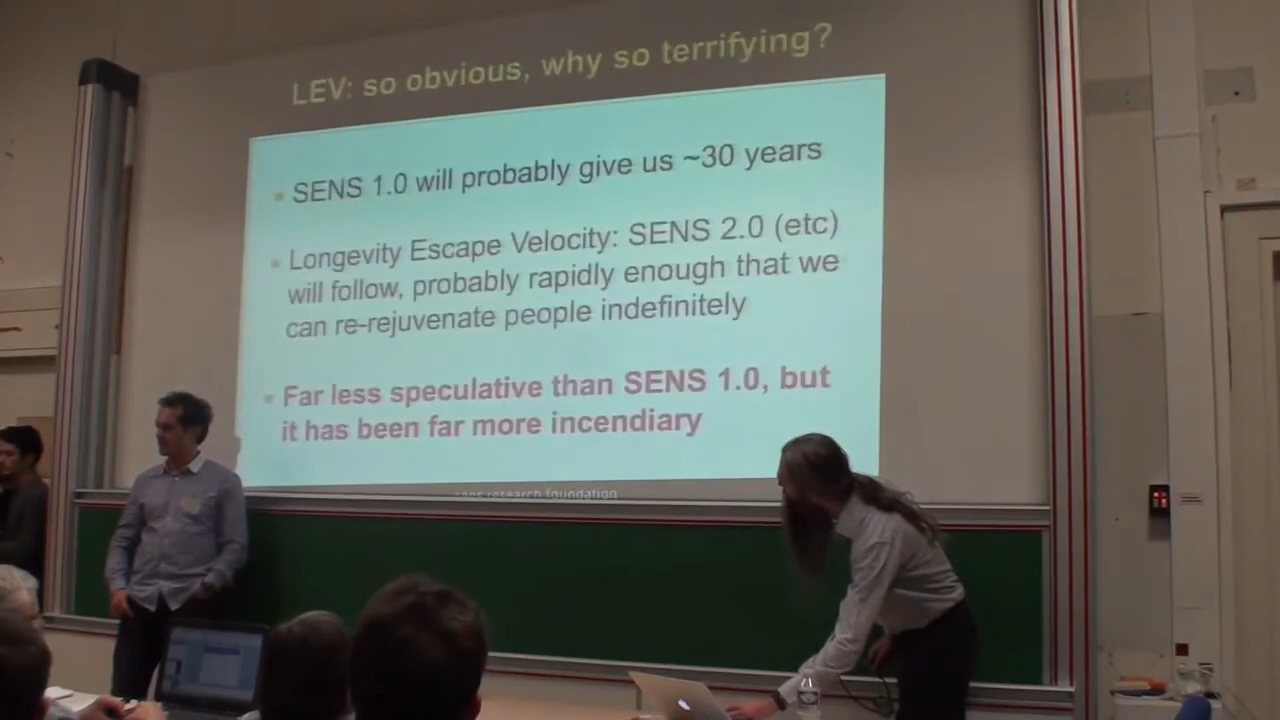 LEV: so obvious, why so terrifying?
SENS 1.0 will probably give us ~30 years
Longevity Escape Velocity: SENS 2.0 (etc)
will follow, probably rapidly enough that we
can re-rejuvenate people indefinitely
Far less speculative than SENS 1.0, but
it has been far more incendiary
sens research foundation